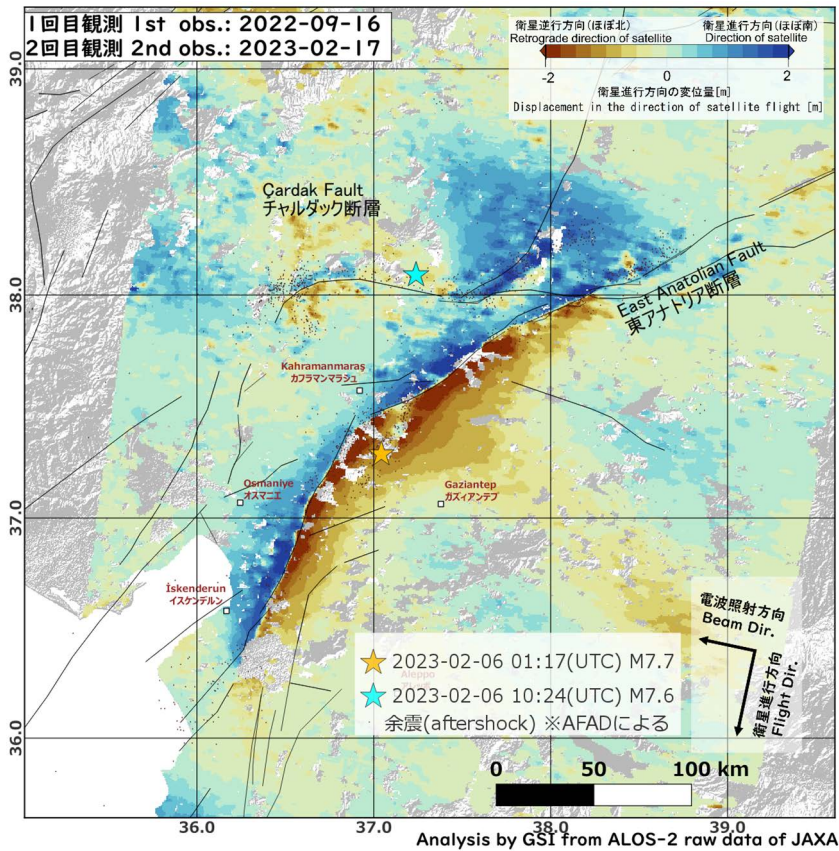 1回目観測 1st obs.: 2022-09-16
2回目観測 2nd obs.: 2023-02-17
衛星逆行方向(ほぼ北)
Retrograde direction of satellite
衛星進行方向(ほぼ南)
Direction of satellite
-2 0 2
衛星進行方向の変位量[m]
Displacement in the direction of satellite flight [m]
39.0
Çardak Fault
チャルダック断層
East Anatolian Fault
東アナトリア断層
38.0
Kahramanmaraş
カフラマンマラシュ
Osmaniye
オスマニエ
Gaziantep
ガズィアンテプ
37.0
İskenderun
イスケンデルン
電波照射方向
Beam Dir.
衛星進行方向
Flight Dir.
2023-02-06 01:17(UTC) M7.7
Aleppo
2023-02-06 10:24(UTC) M7.6
余震(aftershock) ※AFADによる
36.0
0 50 100 km
36.0 37.0 38.0 39.0
Analysis by GSI from ALOS-2 raw data of JAXA